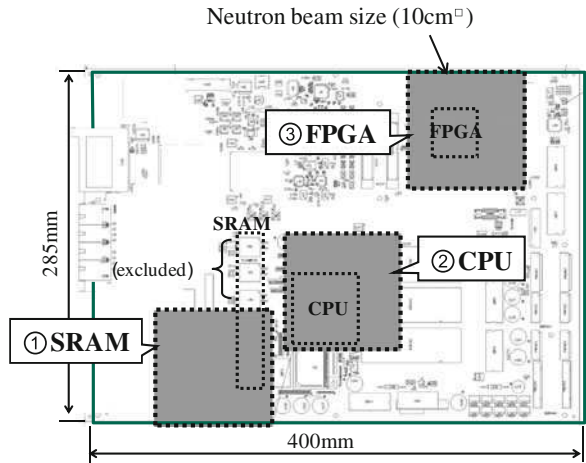 Neutron beam size (10cm□)
③FPGA
FPGA
SRAM
(excluded)
②CPU
CPU
①SRAM
285mm
400mm